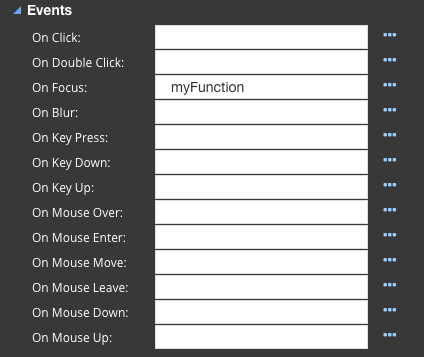 Events
On Click:
On Double Click:
On Focus: myFunction
On Blur:
On Key Press:
On Key Down:
On Key Up:
On Mouse Over:
On Mouse Enter:
On Mouse Move:
On Mouse Leave:
On Mouse Down:
On Mouse Up: